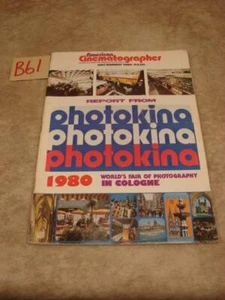 B61
American
Cinematographer
REPORT FROM
photokina
photokina
photokina
1980
WORLD'S FAIR OF PHOTOGRAPHY
IN COLOGNE